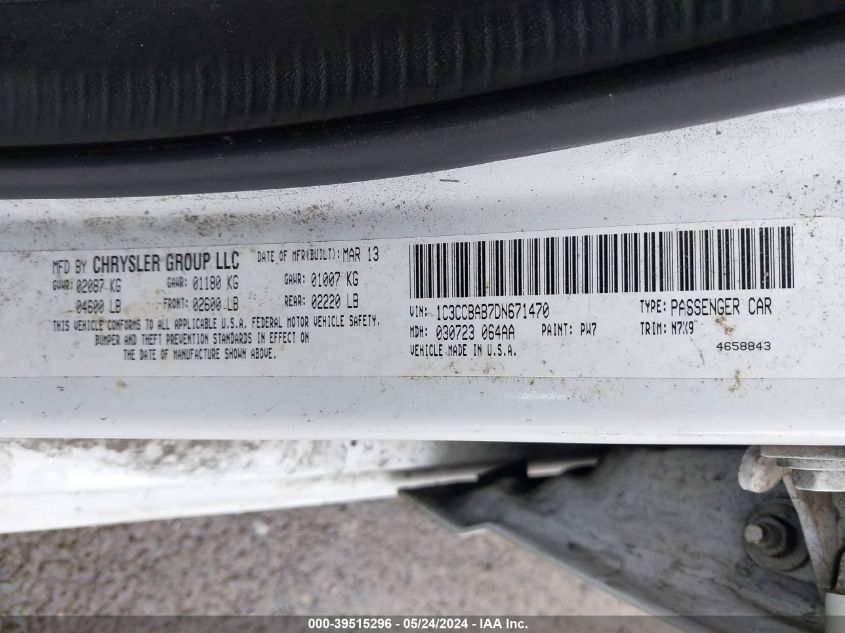 MFD BY CHRYSLER GROUP LLC DATE OF MFR(BUILT): MAR 13
GVWR: 02087 KG GAWR: 01180 KG GAWR: 01007 KG
04600 LB FRONT: 02600 LB REAR: 02220 LB
THIS VEHICLE CONFORMS TO ALL APPLICABLE U.S.A. FEDERAL MOTOR VEHICLE SAFETY,
BUMPER AND THEFT PREVENTION STANDARDS IN EFFECT ON
THE DATE OF MANUFACTURE SHOWN ABOVE.
VIN: 1C3CCBAB7DN671470 TYPE: PASSENGER CAR
MDH: 030723 064AA PAINT: PW7 TRIM: N7X9
VEHICLE MADE IN U.S.A. 4658843
000-39515296 - 05/24/2024 - IAA Inc.